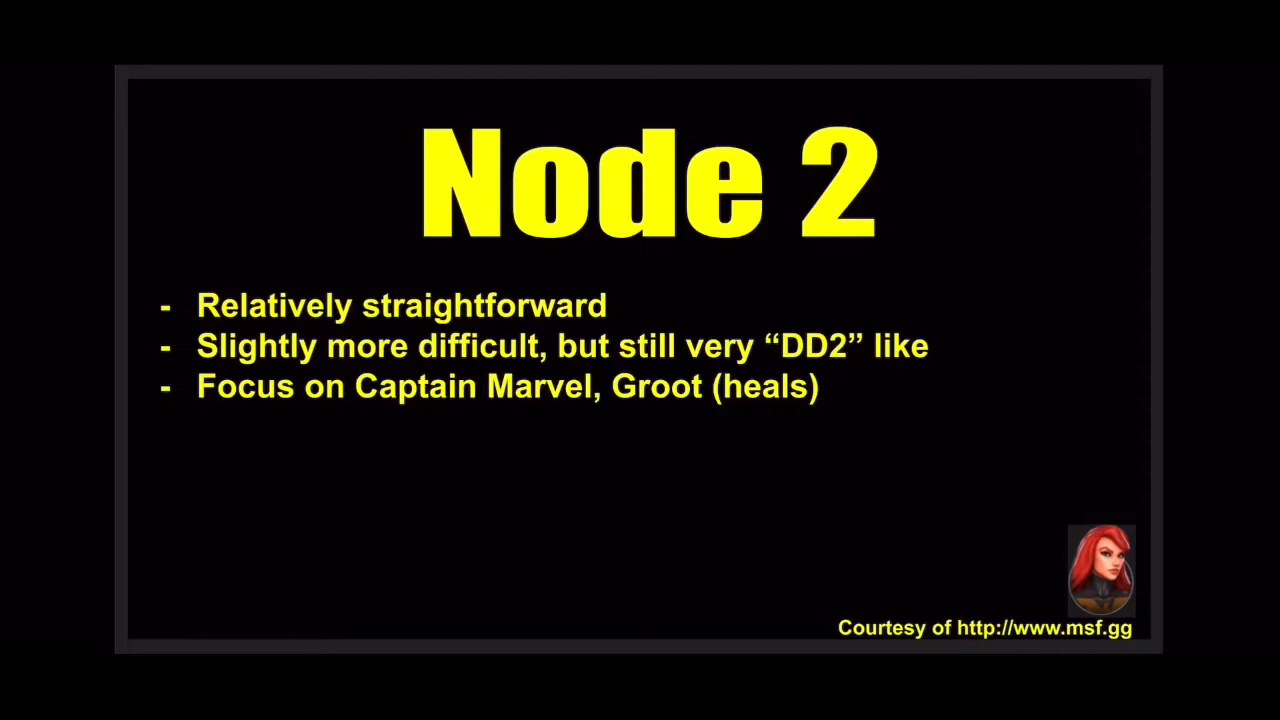 Node 2
- Relatively straightforward
- Slightly more difficult, but still very “DD2” like
- Focus on Captain Marvel, Groot (heals)
Courtesy of http://www.msf.gg